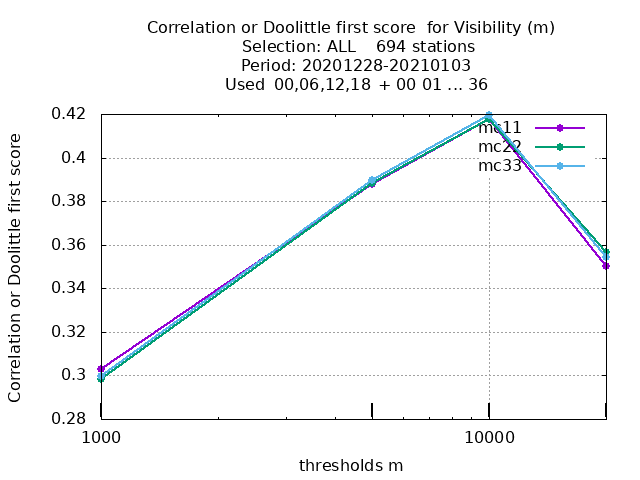 Correlation or Doolittle first score  for Visibility (m)
Selection: ALL    694 stations
Period: 20201228-20210103
Used  00,06,12,18  + 00 01 ... 36
Correlation or Doolittle first score
0.42
0.4
0.38
0.36
0.34
0.32
0.3
0.28
mc11
mc22
mc33
1000
10000
thresholds m